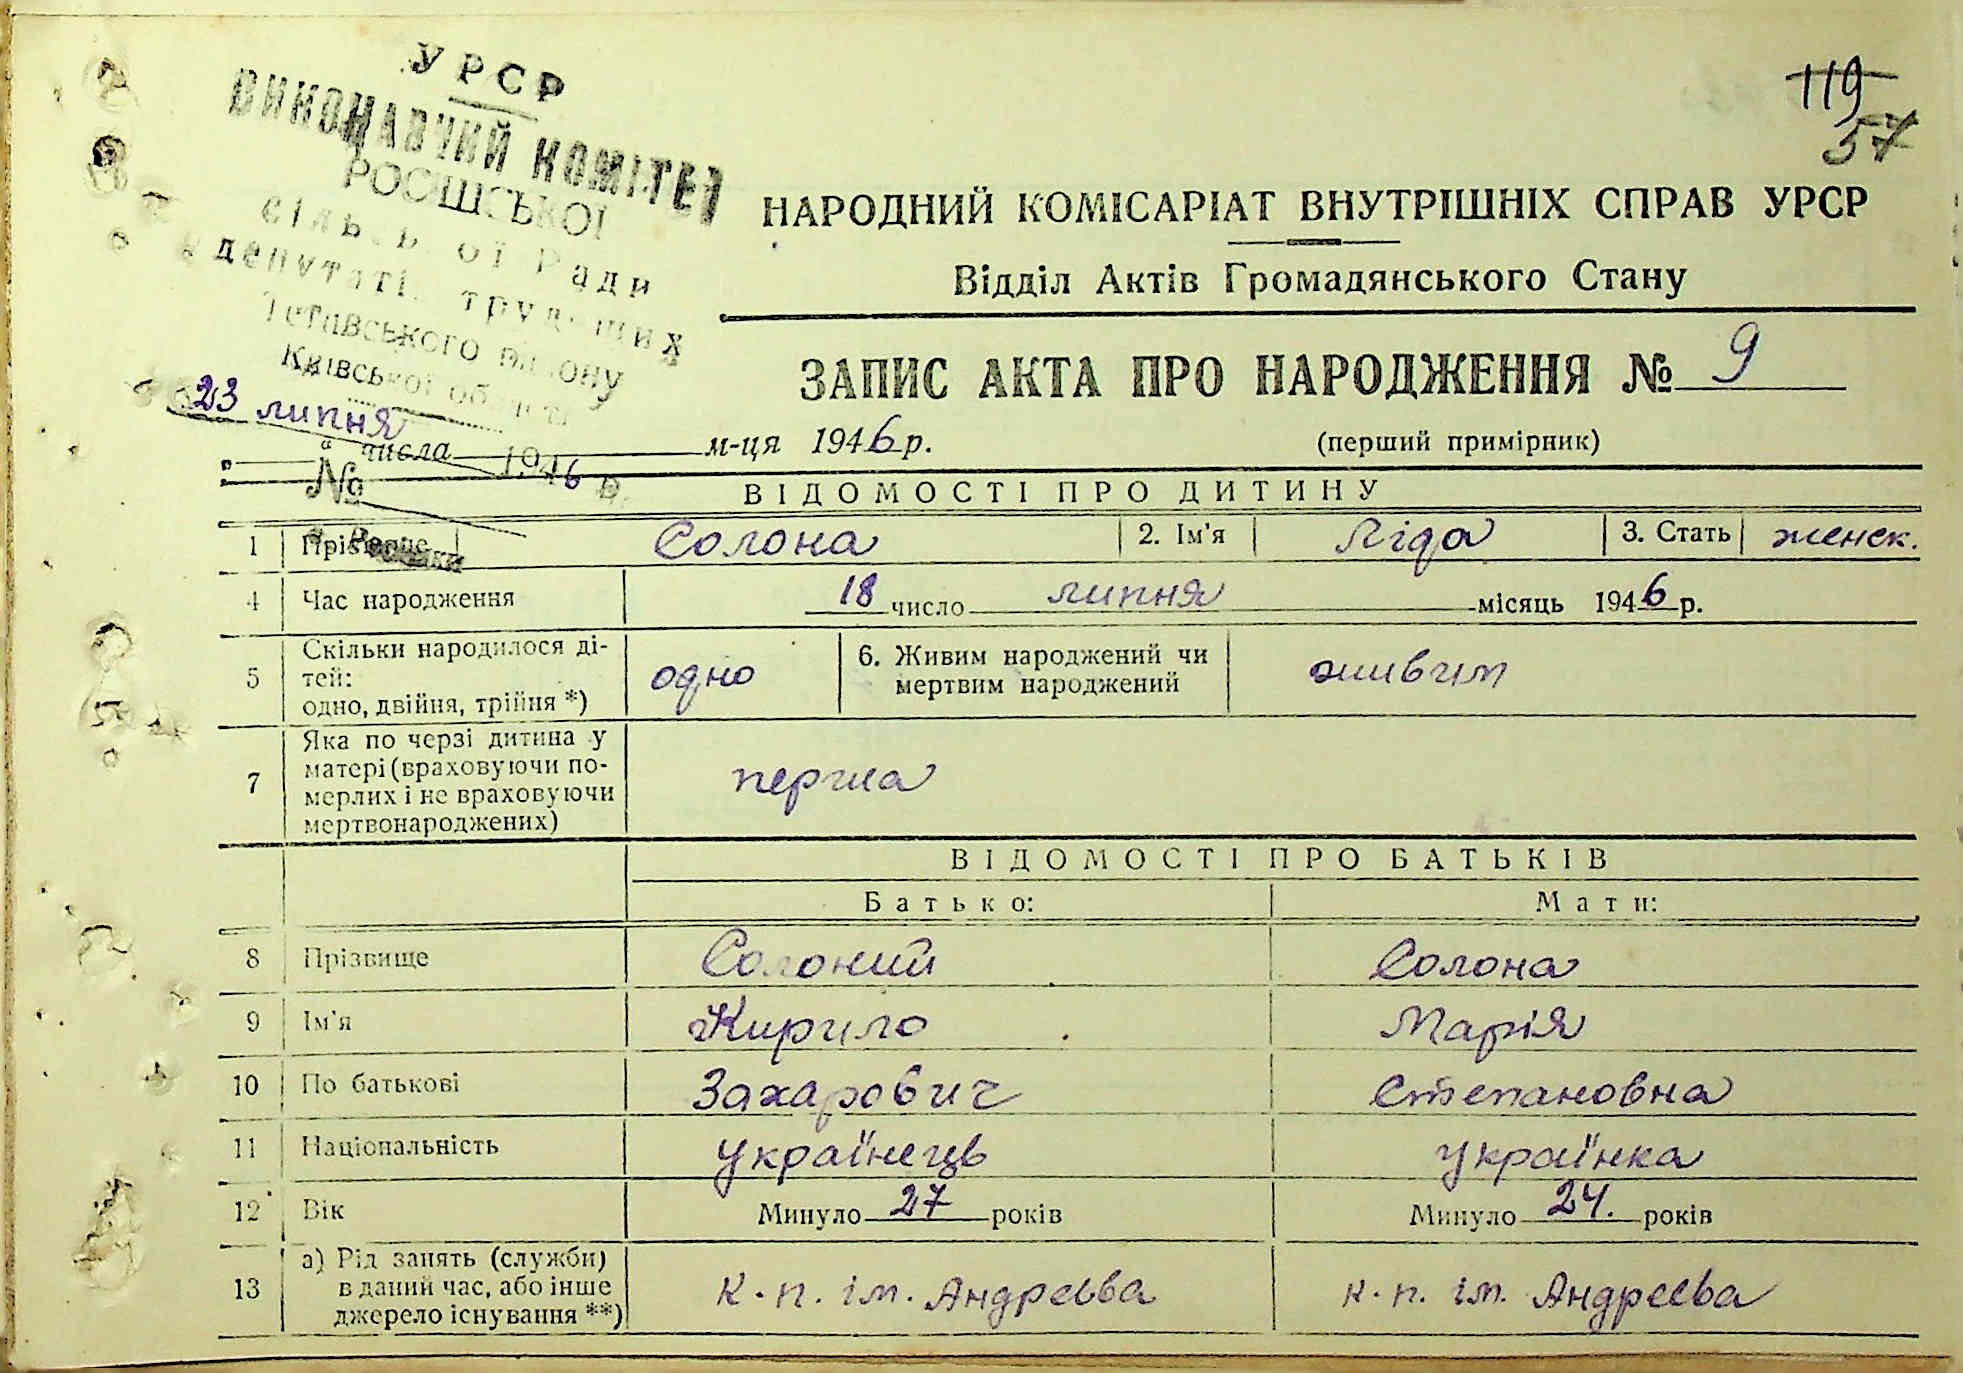 УРСР
ВИКОНАВЧИЙ КОМІТЕТ
сільської Ради
депутатів трудящих
Тетіївського району
Київської області
119
57
НАРОДНИЙ КОМІСАРІАТ ВНУТРІШНІХ СПРАВ УРСР
Відділ Актів Громадянського Стану
ЗАПИС АКТА ПРО НАРОДЖЕННЯ № 9
23 липня
числа м-ця 1946 р. (перший примірник)
№ 1946 р.
ВІДОМОСТІ ПРО ДИТИНУ
1 Прізвище Солона 2. Ім'я Ліда 3. Стать женск.
4 Час народження 18 число липня місяць 1946 р.
5 Скільки народилося ді-
тей:
одно, двійня, трійня *) одно 6. Живим народжений чи
мертвим народжений живим
7 Яка по черзі дитина у
матері (враховуючи по-
мерлих і не враховуючи
мертвонароджених) перша
ВІДОМОСТІ ПРО БАТЬКІВ
Батько: Мати:
8 Прізвище Солоний Солона
9 Ім'я Кирило Марія
10 По батькові Захарович Степановна
11 Національність українець українка
12 Вік Минуло 27 років Минуло 24. років
13 а) Рід занять (служби)
в даний час, або інше
джерело існування **) к.п. ім. Андреєва к.п. ім. Андреєва